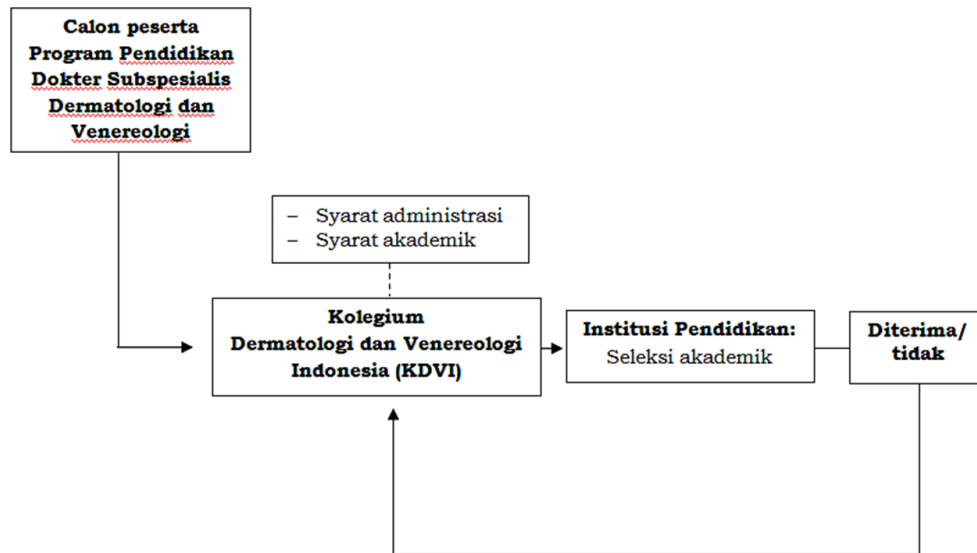 Calon peserta
Program Pendidikan
Dokter Subspesialis
Dermatologi dan
Venereologi
– Syarat administrasi
– Syarat akademik
Kolegium
Dermatologi dan Venereologi
Indonesia (KDVI)
Institusi Pendidikan:
Seleksi akademik
Diterima/
tidak